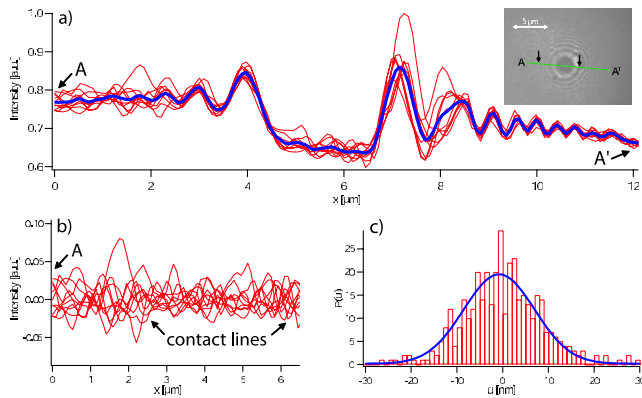 a)
Intensity [a.u.]
1.0
0.9
0.8
0.7
0.6
A
A'
0
2
4
6
8
10
12
x [µm]
5 µm
A
A'
b)
Intensity [a.u.]
0.10
0.05
0.00
-0.05
A
contact lines
0
1
2
3
4
5
6
x [µm]
c)
P(u)
25
20
15
10
5
0
-30
-20
-10
0
10
20
30
u [nm]